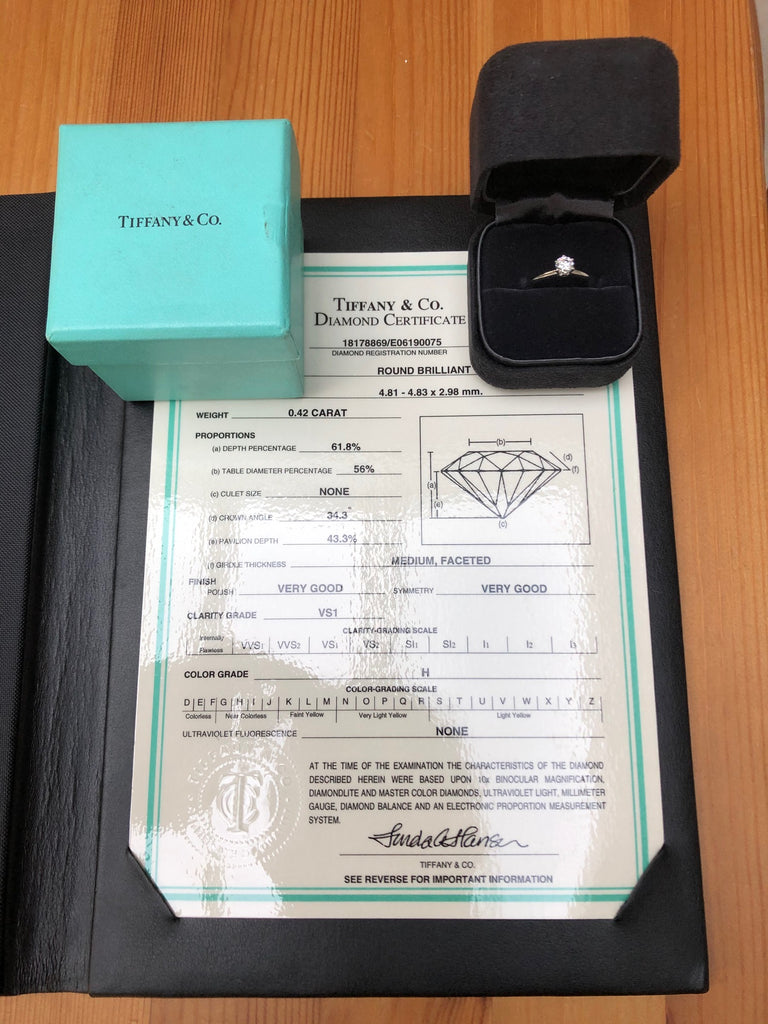 TIFFANY & CO.
TIFFANY & CO.
DIAMOND CERTIFICATE
18178869/E06190075
DIAMOND REGISTRATION NUMBER
ROUND BRILLIANT
4.81 - 4.83 x 2.98 mm.
WEIGHT 0.42 CARAT
PROPORTIONS
(a) DEPTH PERCENTAGE 61.8%
(b) TABLE DIAMETER PERCENTAGE 56%
(c) CULET SIZE NONE
(d) CROWN ANGLE 34.3°
(e) PAVILION DEPTH 43.3%
(f) GIRDLE THICKNESS MEDIUM, FACETED
(b)
(d)
(f)
(a)
(e)
(c)
FINISH
POLISH VERY GOOD SYMMETRY VERY GOOD
CLARITY GRADE VS1
CLARITY-GRADING SCALE
Internally Flawless VVS1 VVS2 VS1 VS2 SI1 SI2 I1 I2 I3
COLOR GRADE H
COLOR-GRADING SCALE
D E F G H I J K L M N O P Q R S T U V W X Y Z
Colorless Near Colorless Faint Yellow Very Light Yellow Light Yellow
ULTRAVIOLET FLUORESCENCE NONE
AT THE TIME OF THE EXAMINATION THE CHARACTERISTICS OF THE DIAMOND
DESCRIBED HEREIN WERE BASED UPON 10x BINOCULAR MAGNIFICATION,
DIAMONDLITE AND MASTER COLOR DIAMONDS, ULTRAVIOLET LIGHT, MILLIMETER
GAUGE, DIAMOND BALANCE AND AN ELECTRONIC PROPORTION MEASUREMENT
SYSTEM.
TIFFANY & CO.
SEE REVERSE FOR IMPORTANT INFORMATION